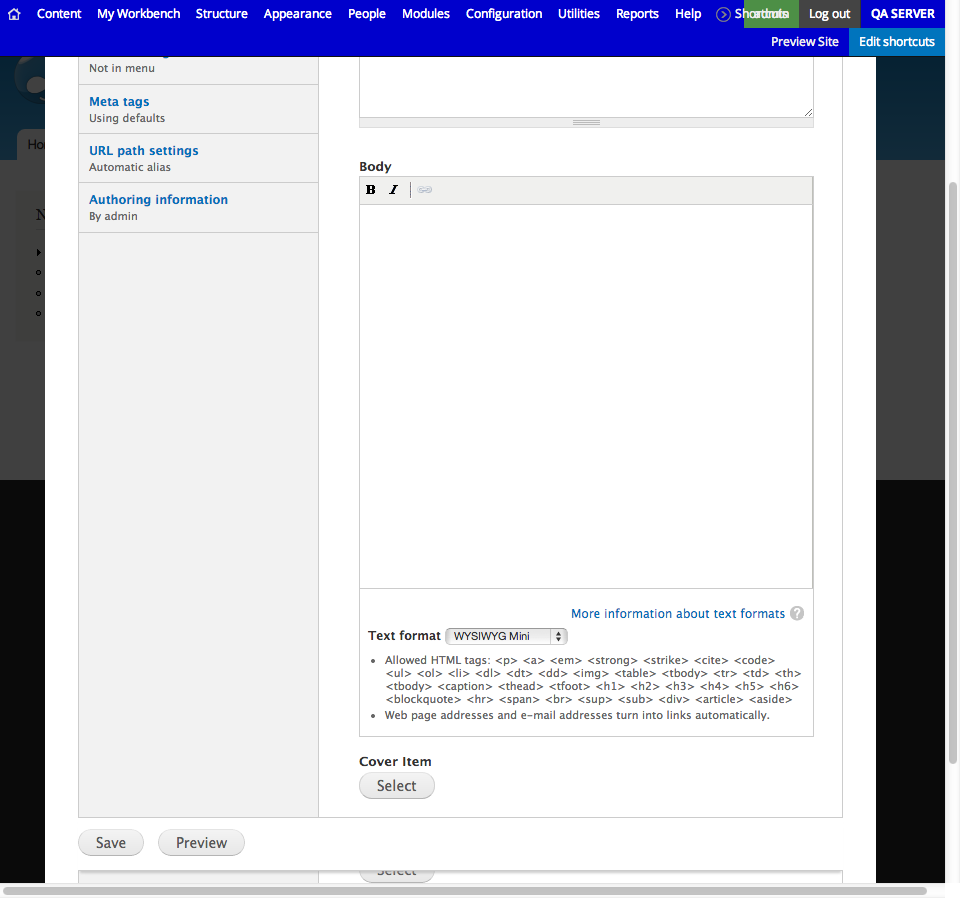 Content My Workbench Structure Appearance People Modules Configuration Utilities Reports Help Shortcuts Log out QA SERVER
Preview Site Edit shortcuts
Not in menu
Meta tags
Using defaults
URL path settings
Automatic alias
Authoring information
By admin
Body
B I
More information about text formats ?
Text format WYSIWYG Mini
Allowed HTML tags: <p> <a> <em> <strong> <strike> <cite> <code>
<ul> <ol> <li> <dl> <dt> <dd> <img> <table> <tbody> <tr> <td> <th>
<tbody> <caption> <thead> <tfoot> <h1> <h2> <h3> <h4> <h5> <h6>
<blockquote> <hr> <span> <br> <sup> <sub> <div> <article> <aside>
Web page addresses and e-mail addresses turn into links automatically.
Cover Item
Select
Save Preview
Select